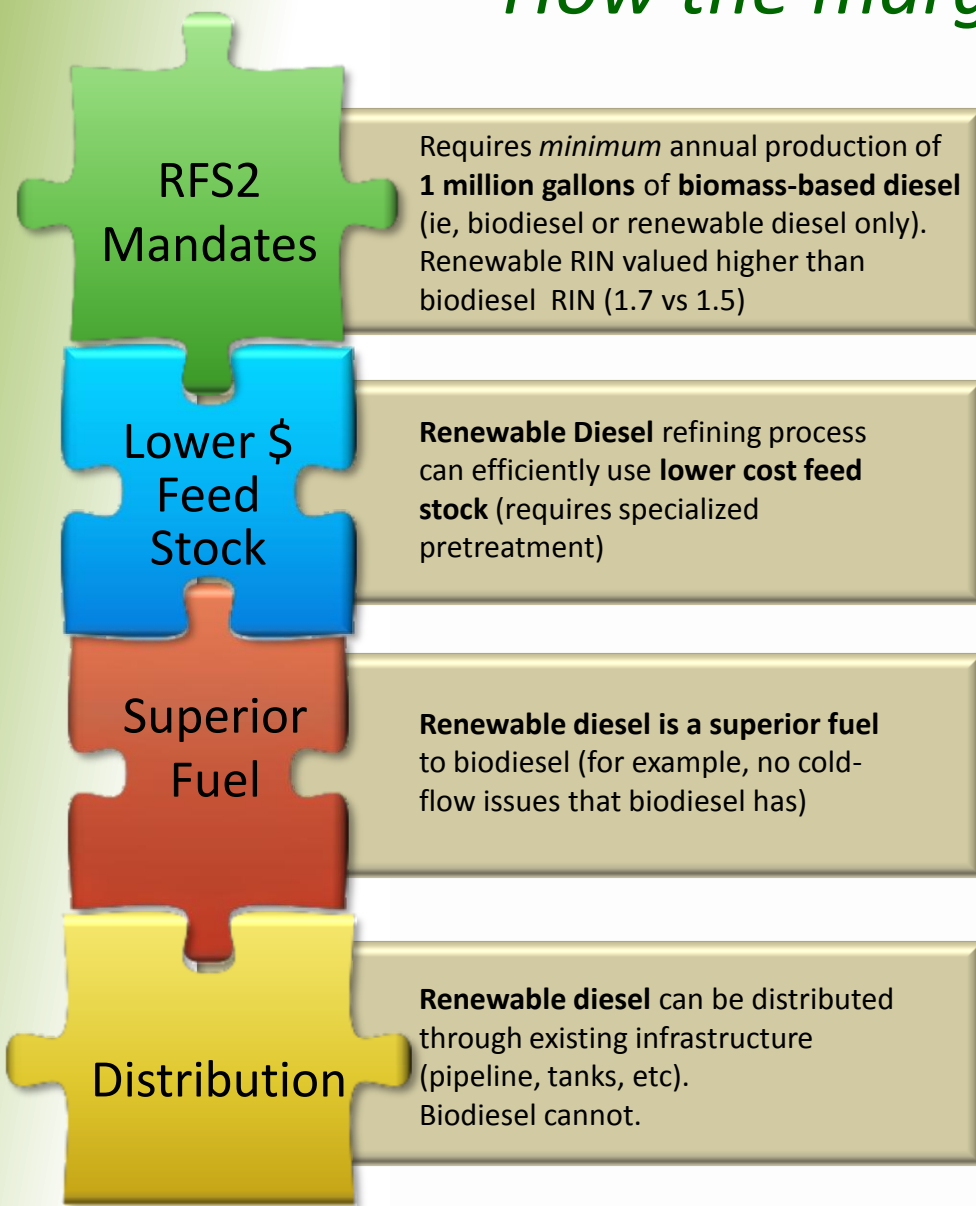 How the
RFS2
Mandates
Requires minimum annual production of
1 million gallons of biomass-based diesel
(ie, biodiesel or renewable diesel only).
Renewable RIN valued higher than
biodiesel RIN (1.7 vs 1.5)
Lower $
Feed
Stock
Renewable Diesel refining process
can efficiently use lower cost feed
stock (requires specialized
pretreatment)
Superior
Fuel
Renewable diesel is a superior fuel
to biodiesel (for example, no cold-
flow issues that biodiesel has)
Distribution
Renewable diesel can be distributed
through existing infrastructure
(pipeline, tanks, etc).
Biodiesel cannot.